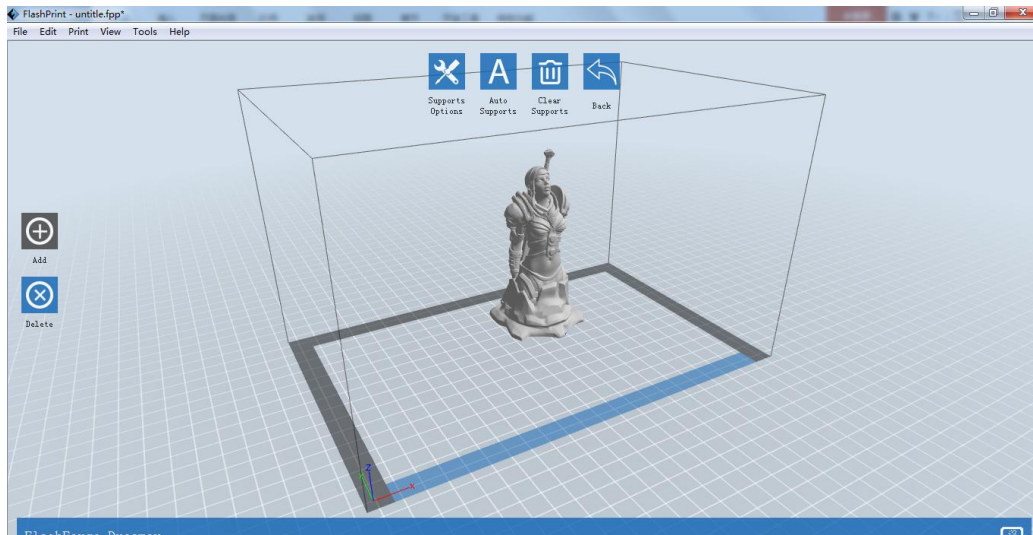 FlashPrint - untitle.fpp*
File Edit Print View Tools Help
Supports
Options
Auto
Supports
Clear
Supports
Back
Add
Delete
Z
X